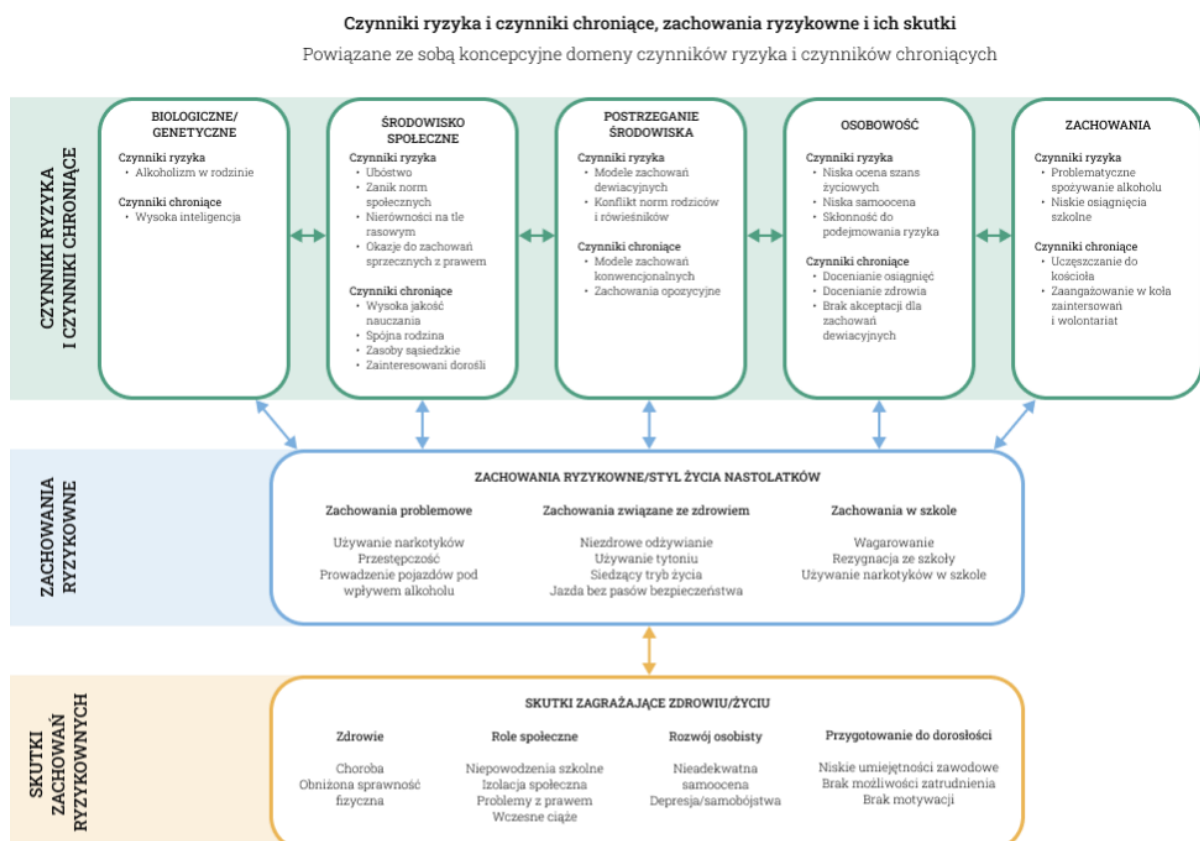 Czynniki ryzyka i czynniki chroniące, zachowania ryzykowne i ich skutki
Powiązane ze sobą koncepcyjne domeny czynników ryzyka i czynników chroniących
CZYNNIKI RYZYKA
I CZYNNIKI CHRONIĄCE
BIOLOGICZNE/
GENETYCZNE
Czynniki ryzyka
• Alkoholizm w rodzinie
Czynniki chroniące
• Wysoka inteligencja
ŚRODOWISKO
SPOŁECZNE
Czynniki ryzyka
• Ubóstwo
• Zanik norm
społecznych
• Nierówności na tle
rasowym
• Okazje do zachowań
sprzecznych z prawem
Czynniki chroniące
• Wysoka jakość
nauczania
• Spójna rodzina
• Zasoby sąsiedzkie
• Zainteresowani dorośli
POSTRZEGANIE
ŚRODOWISKA
Czynniki ryzyka
• Modele zachowań
dewiacyjnych
• Konflikt norm rodziców
i rówieśników
Czynniki chroniące
• Modele zachowań
konwencjonalnych
• Zachowania opozycyjne
OSOBOWOŚĆ
Czynniki ryzyka
• Niska ocena szans
życiowych
• Niska samoocena
• Skłonność do
podejmowania ryzyka
Czynniki chroniące
• Docenianie osiągnięć
• Docenianie zdrowia
• Brak akceptacji dla
zachowań
dewiacyjnych
ZACHOWANIA
Czynniki ryzyka
• Problematyczne
spożywanie alkoholu
• Niskie osiągnięcia
szkolne
Czynniki chroniące
• Uczęszczanie do
kościoła
• Zaangażowanie w koła
zaintersowań
i wolontariat
ZACHOWANIA
RYZYKOWNE
ZACHOWANIA RYZYKOWNE/STYL ŻYCIA NASTOLATKÓW
Zachowania problemowe
Używanie narkotyków
Przestępczość
Prowadzenie pojazdów pod
wpływem alkoholu
Zachowania związane ze zdrowiem
Niezdrowe odżywianie
Używanie tytoniu
Siedzący tryb życia
Jazda bez pasów bezpieczeństwa
Zachowania w szkole
Wagarowanie
Rezygnacja ze szkoły
Używanie narkotyków w szkole
SKUTKI
ZACHOWAŃ
RYZYKOWNYCH
SKUTKI ZAGRAŻAJĄCE ZDROWIU/ŻYCIU
Zdrowie
Choroba
Obniżona sprawność
fizyczna
Role społeczne
Niepowodzenia szkolne
Izolacja społeczna
Problemy z prawem
Wczesne ciąże
Rozwój osobisty
Nieadekwatna
samoocena
Depresja/samobójstwa
Przygotowanie do dorosłości
Niskie umiejętności zawodowe
Brak możliwości zatrudnienia
Brak motywacji